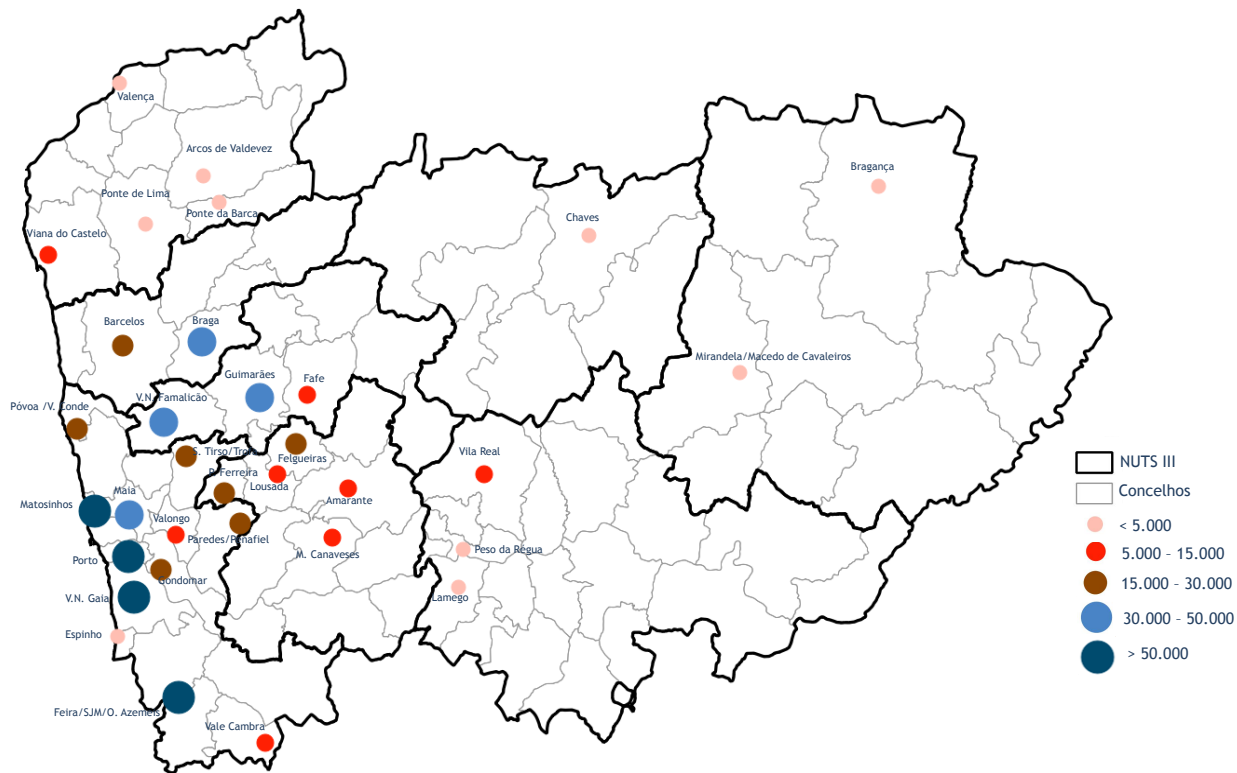 Valença
Arcos de Valdevez
Bragança
Ponte de Lima
Ponte da Barca
Chaves
Viana do Castelo
Barcelos
Braga
Mirandela/Macedo de Cavaleiros
Guimarães
Fafe
V.N. Famalicão
Póvoa /V. Conde
S. Tirso/Trofa
Felgueiras
Vila Real
P. Ferreira
Lousada
Amarante
Maia
Matosinhos
Valongo
Paredes/Penafiel
M. Canaveses
Peso da Régua
Porto
Gondomar
V.N. Gaia
Lamego
Espinho
Feira/SJM/O. Azeméis
Vale Cambra
NUTS III
Concelhos
< 5.000
5.000 - 15.000
15.000 - 30.000
30.000 - 50.000
> 50.000